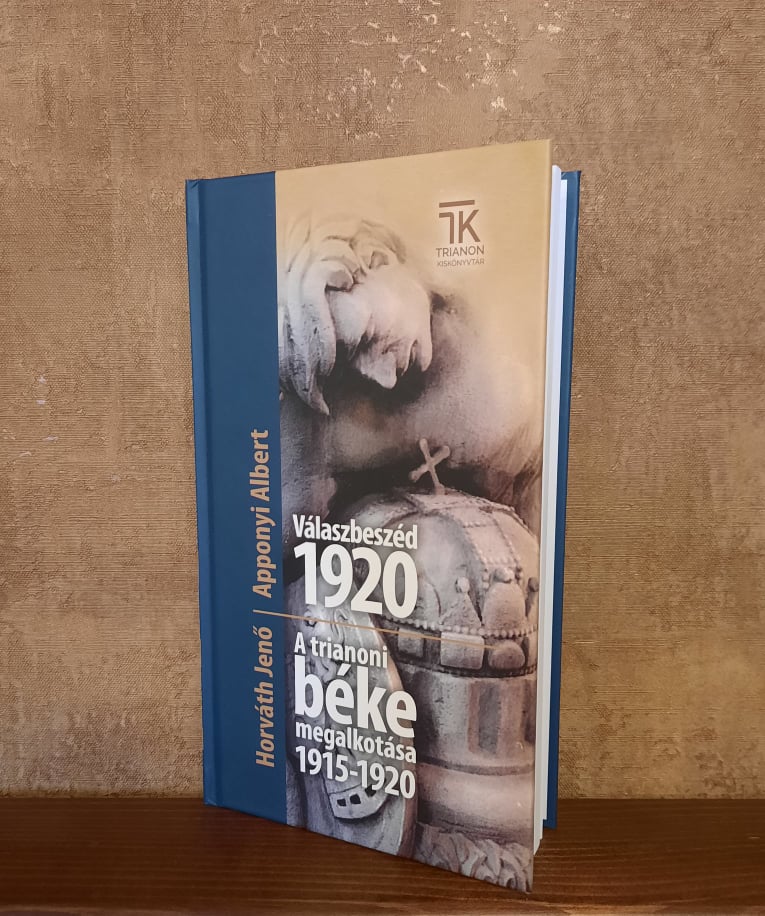 TK
TRIANON
KISKÖNYVTÁR
Horváth Jenő | Apponyi Albert
Válaszbeszéd
1920
A trianoni
béke
megalkotása
1915-1920